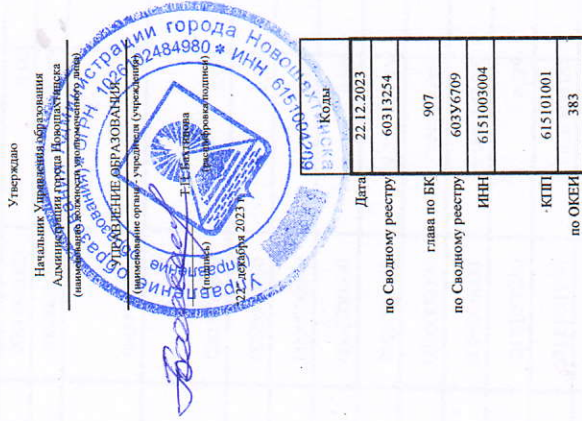 Утверждаю
Начальник Управления образования
Администрации города Новошахтинска
(наименование должности уполномоченного лица)
УПРАВЛЕНИЕ ОБРАЗОВАНИЯ
(наименование органа - учредителя (учреждения)
Т.П. Бахтинова
(подпись) (расшифровка подписи)
"22" декабря 2023 г.
Коды
Дата 22.12.2023
по Сводному реестру 60313254
глава по БК 907
по Сводному реестру 603У6709
ИНН 6151003004
КПП 615101001
по ОКЕИ 383